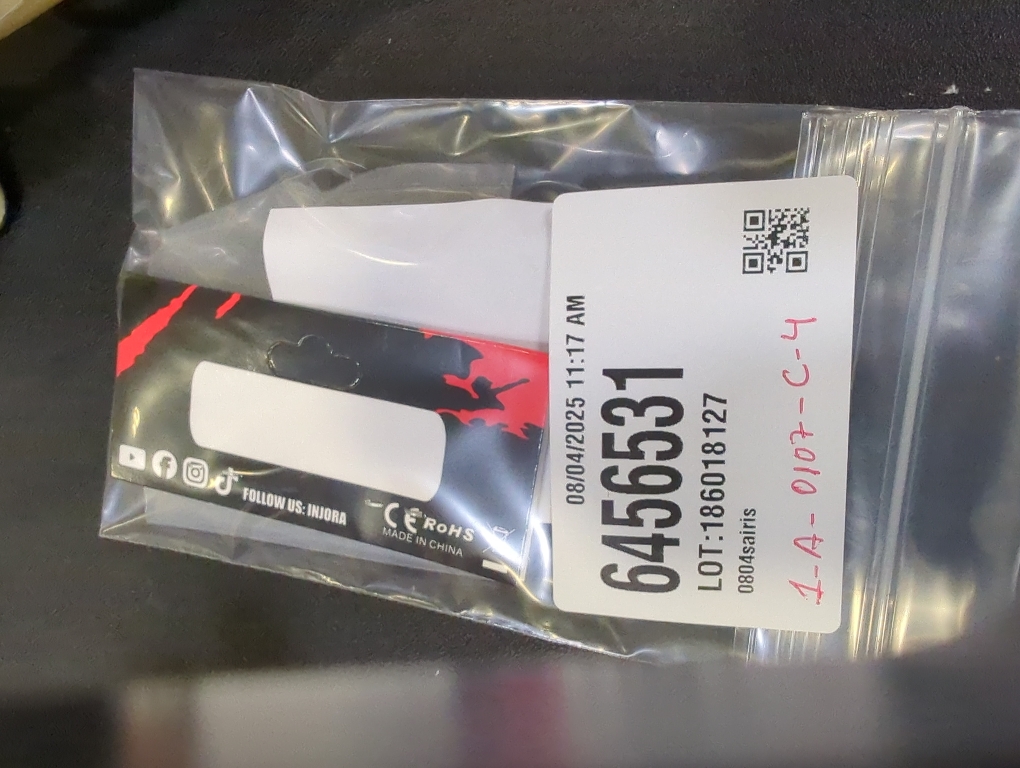 08/04/2025 11:17 AM
6456531
LOT:186018127
0804sairis
1-A-0107-C-4
FOLLOW US: INJORA
CE RoHS
MADE IN CHINA